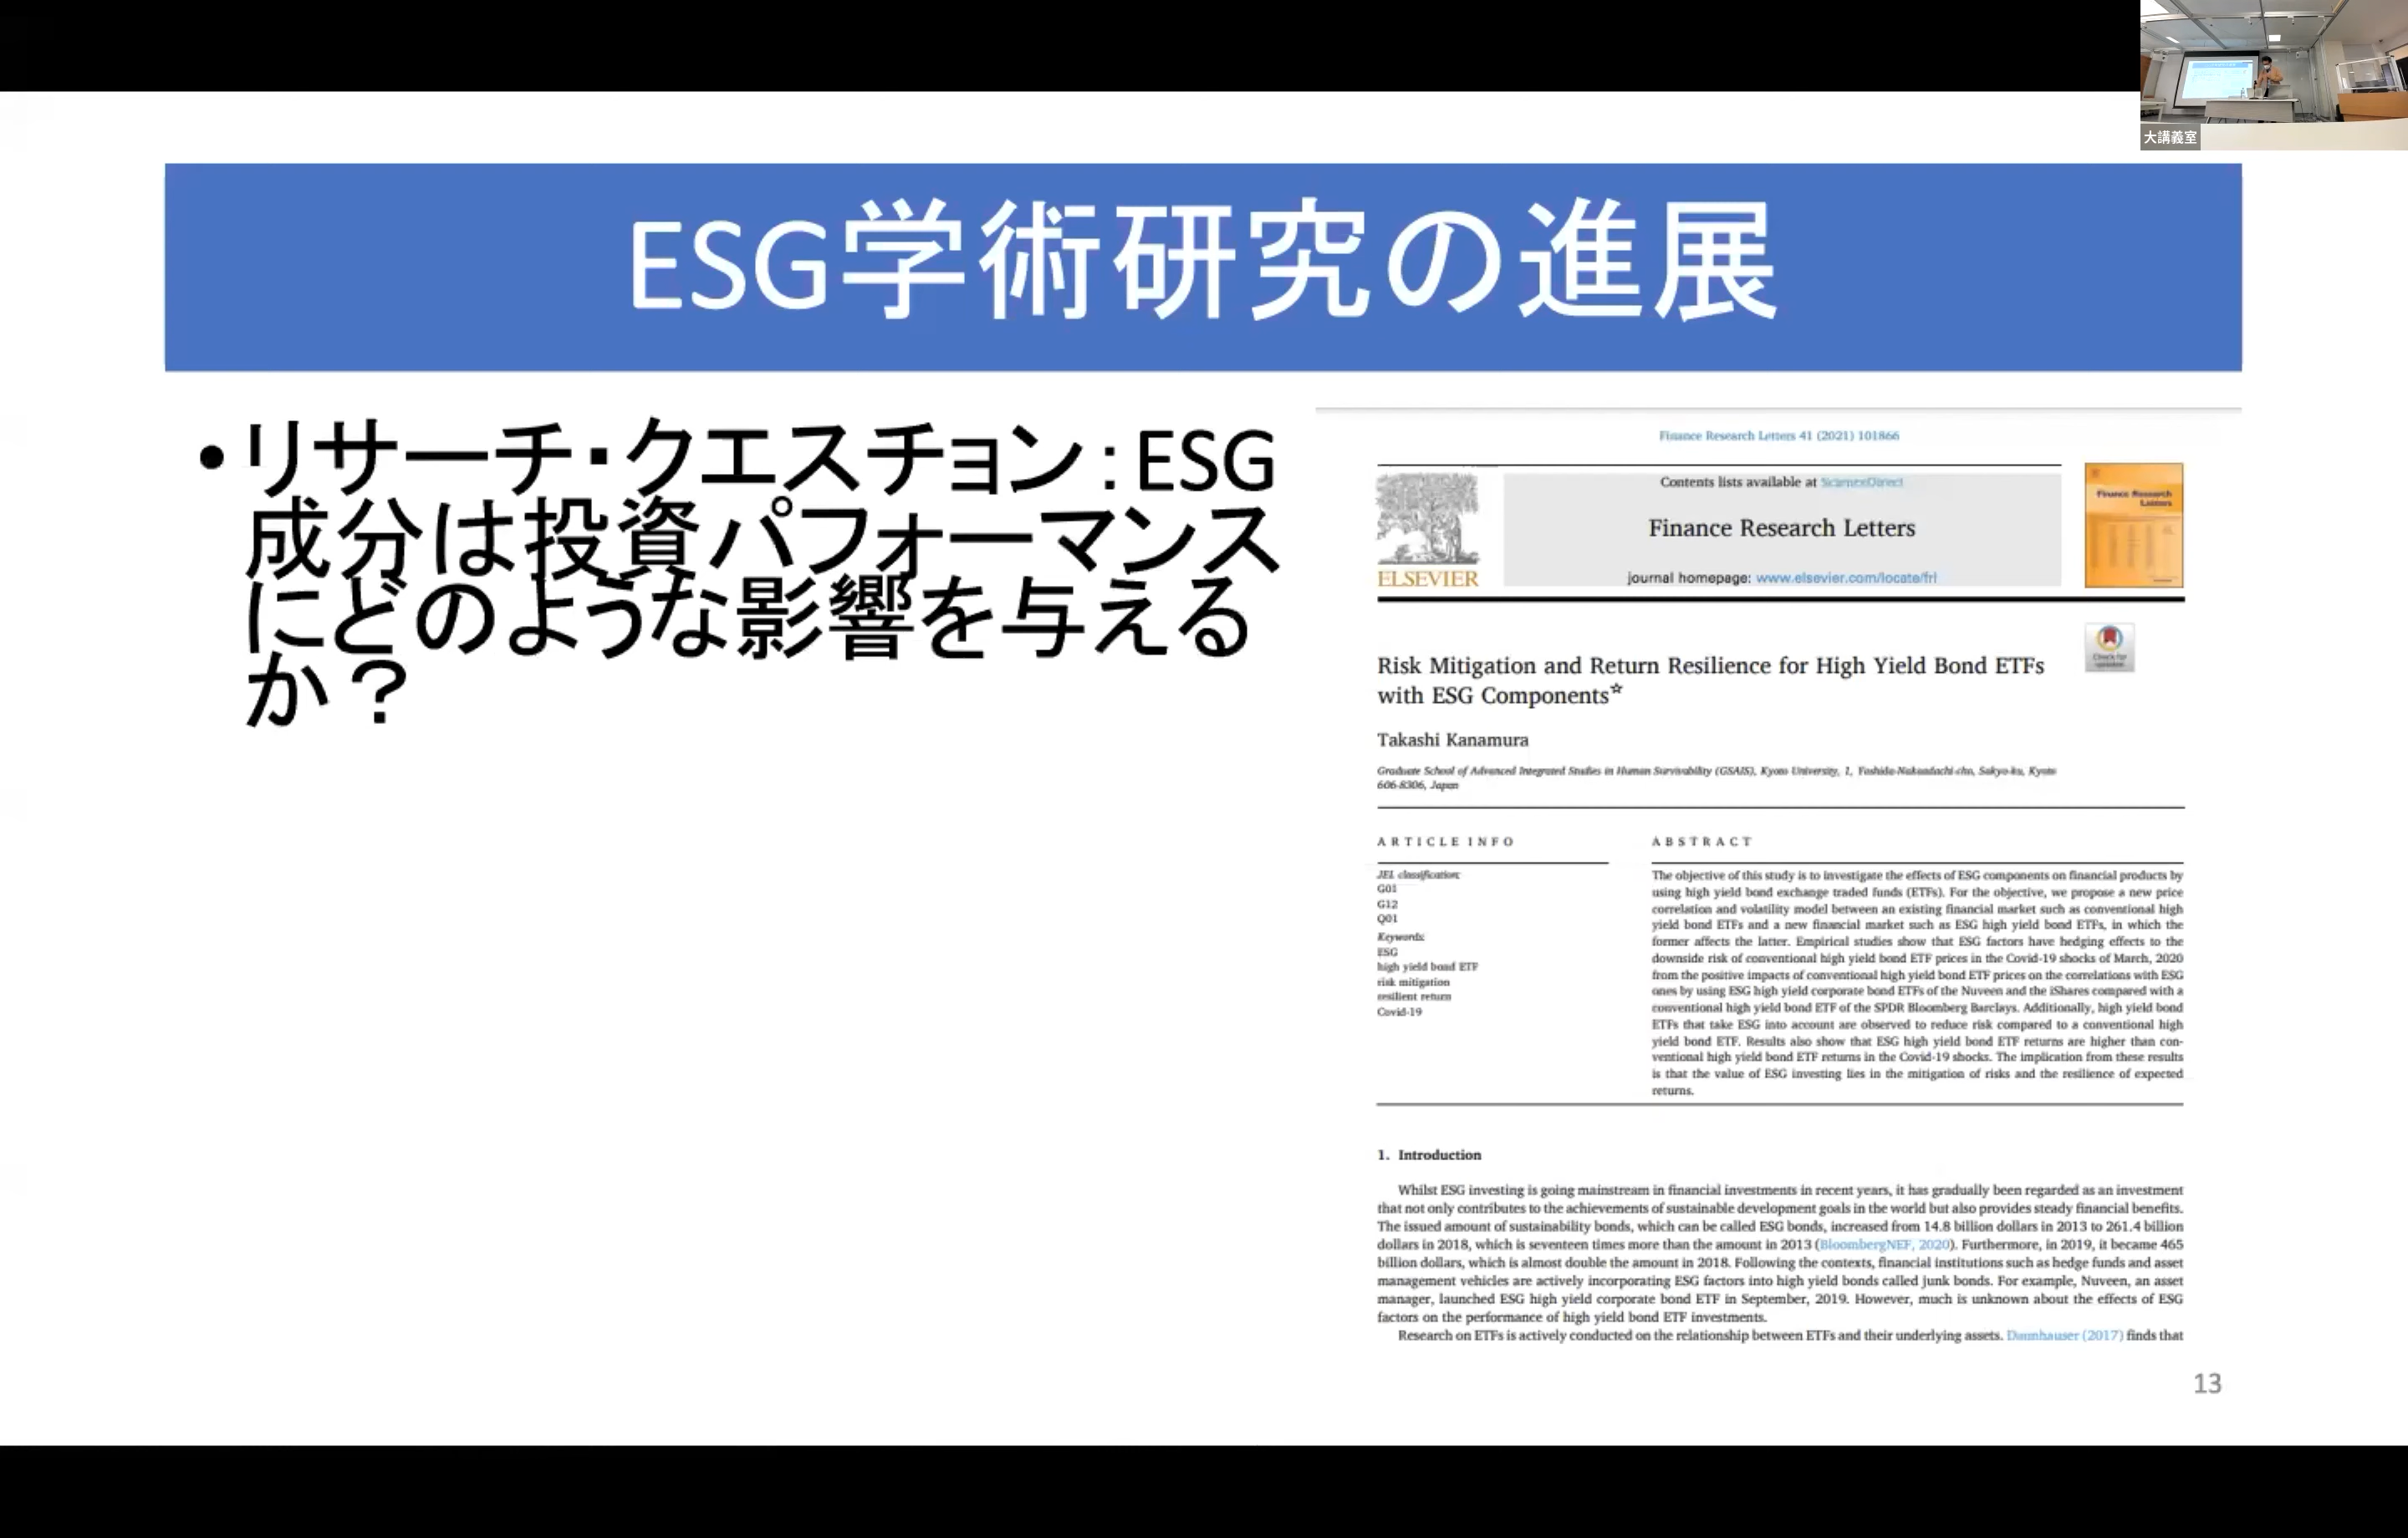 大講義室
ESG学術研究の進展
•リサーチ・クエスチョン:ESG
成分は投資パフォーマンス
にどのような影響を与える
か?
Finance Research Letters 41 (2021) 101866
Contents lists available at ScienceDirect
Finance Research Letters
journal homepage: www.elsevier.com/locate/frl
ELSEVIER
Finance Research
Letters
Check for
updates
Risk Mitigation and Return Resilience for High Yield Bond ETFs
with ESG Components☆
Takashi Kanamura
Graduate School of Advanced Integrated Studies in Human Survivability (GSAIS), Kyoto University, 1, Yoshida-Nakaadachi-cho, Sakyo-ku, Kyoto
606-8306, Japan
ARTICLE INFO
JEL classification:
G01
G12
Q01
Keywords:
ESG
high yield bond ETF
risk mitigation
resilient return
Covid-19
ABSTRACT
The objective of this study is to investigate the effects of ESG components on financial products by
using high yield bond exchange traded funds (ETFs). For the objective, we propose a new price
correlation and volatility model between an existing financial market such as conventional high
yield bond ETFs and a new financial market such as ESG high yield bond ETFs, in which the
former affects the latter. Empirical studies show that ESG factors have hedging effects to the
downside risk of conventional high yield bond ETF prices in the Covid-19 shocks of March, 2020
from the positive impacts of conventional high yield bond ETF prices on the correlations with ESG
ones by using ESG high yield corporate bond ETFs of the Nuveen and the iShares compared with a
conventional high yield bond ETF of the SPDR Bloomberg Barclays. Additionally, high yield bond
ETFs that take ESG into account are observed to reduce risk compared to a conventional high
yield bond ETF. Results also show that ESG high yield bond ETF returns are higher than con-
ventional high yield bond ETF returns in the Covid-19 shocks. The implication from these results
is that the value of ESG investing lies in the mitigation of risks and the resilience of expected
returns.
1. Introduction
Whilst ESG investing is going mainstream in financial investments in recent years, it has gradually been regarded as an investment
that not only contributes to the achievements of sustainable development goals in the world but also provides steady financial benefits.
The issued amount of sustainability bonds, which can be called ESG bonds, increased from 14.8 billion dollars in 2013 to 261.4 billion
dollars in 2018, which is seventeen times more than the amount in 2013 (BloombergNEF, 2020). Furthermore, in 2019, it became 465
billion dollars, which is almost double the amount in 2018. Following the contexts, financial institutions such as hedge funds and asset
management vehicles are actively incorporating ESG factors into high yield bonds called junk bonds. For example, Nuveen, an asset
manager, launched ESG high yield corporate bond ETF in September, 2019. However, much is unknown about the effects of ESG
factors on the performance of high yield bond ETF investments.
Research on ETFs is actively conducted on the relationship between ETFs and their underlying assets. Dannhauser (2017) finds that
13